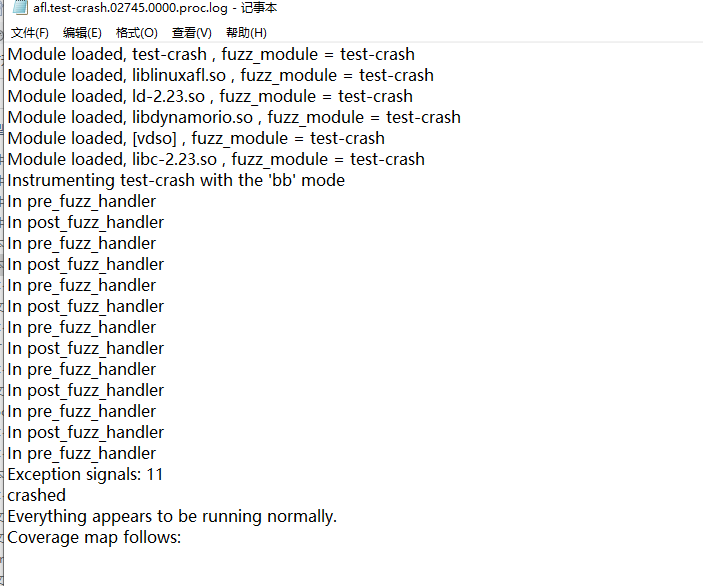 afl.test-crash.02745.0000.proc.log - 记事本
文件(F) 编辑(E) 格式(O) 查看(V) 帮助(H)
Module loaded, test-crash , fuzz_module = test-crash
Module loaded, liblinuxafl.so , fuzz_module = test-crash
Module loaded, ld-2.23.so , fuzz_module = test-crash
Module loaded, libdynamorio.so , fuzz_module = test-crash
Module loaded, [vdso] , fuzz_module = test-crash
Module loaded, libc-2.23.so , fuzz_module = test-crash
Instrumenting test-crash with the 'bb' mode
In pre_fuzz_handler
In post_fuzz_handler
In pre_fuzz_handler
In post_fuzz_handler
In pre_fuzz_handler
In post_fuzz_handler
In pre_fuzz_handler
In post_fuzz_handler
In pre_fuzz_handler
In post_fuzz_handler
In pre_fuzz_handler
In post_fuzz_handler
In pre_fuzz_handler
Exception signals: 11
crashed
Everything appears to be running normally.
Coverage map follows: